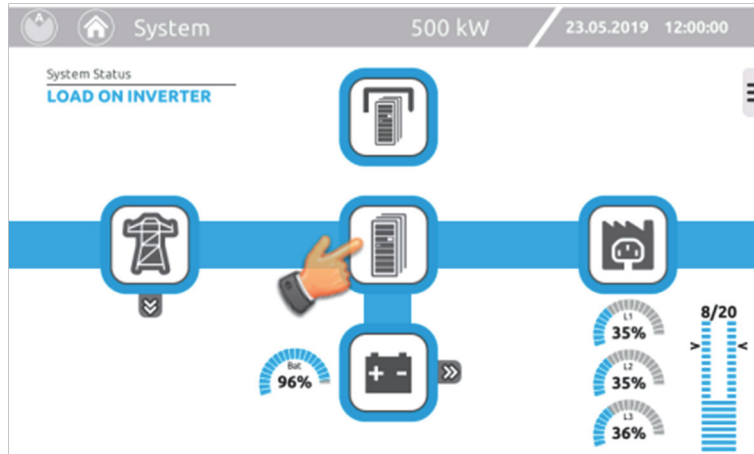 A System 500 kW 23.05.2019 12:00:00
System Status
LOAD ON INVERTER
8/20
L1
35%
L2
35%
Bat
96%
L3
36%